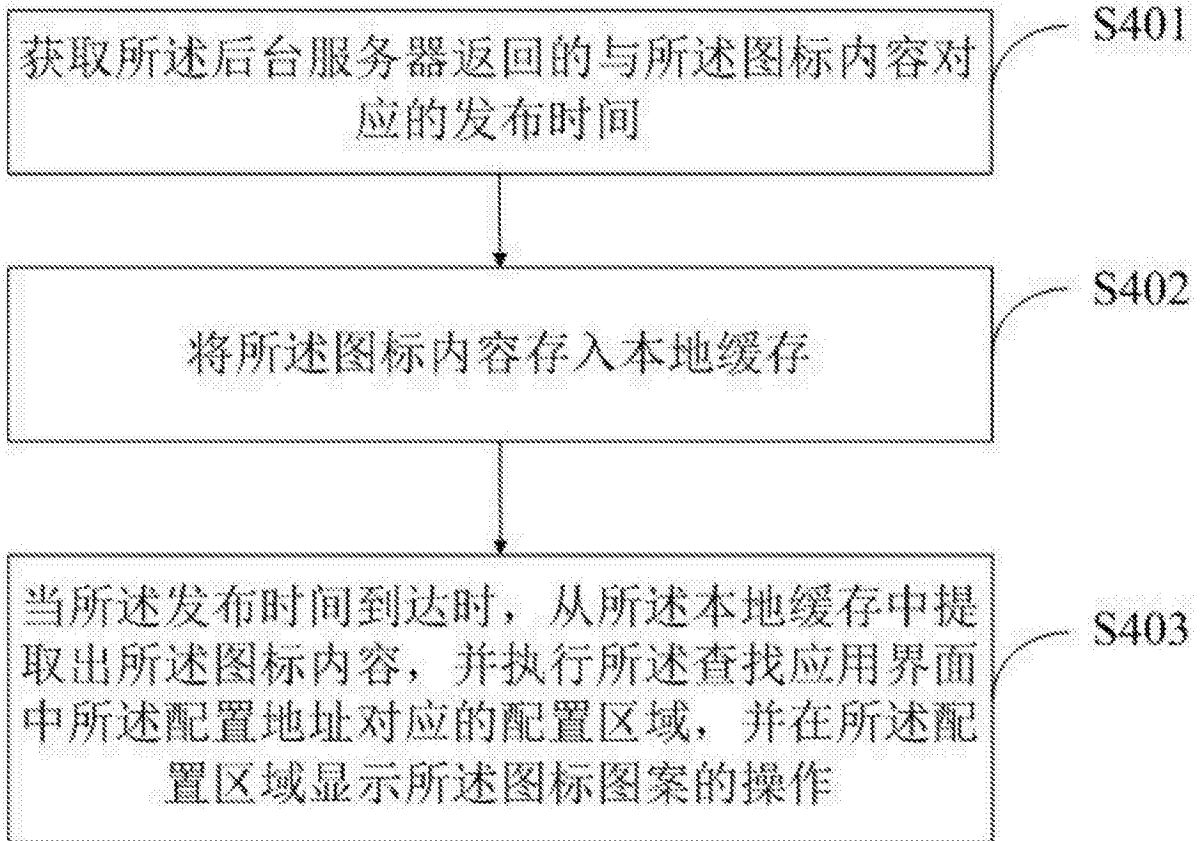 获取所述后台服务器返回的与所述图标内容对
应的发布时间
S401
将所述图标内容存入本地缓存
S402
当所述发布时间到达时，从所述本地缓存中提
取出所述图标内容，并执行所述查找应用界面
中所述配置地址对应的配置区域，并在所述配
置区域显示所述图标图案的操作
S403